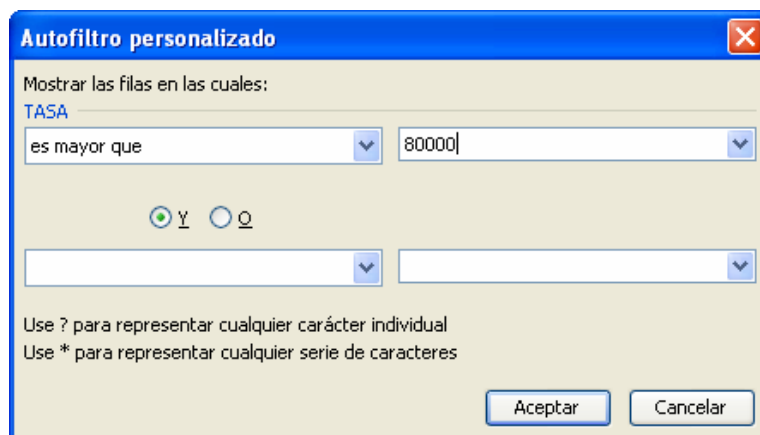 Autofiltro personalizado
Mostrar las filas en las cuales:
TASA
es mayor que 80000
Y O
Use ? para representar cualquier carácter individual
Use * para representar cualquier serie de caracteres
Aceptar Cancelar